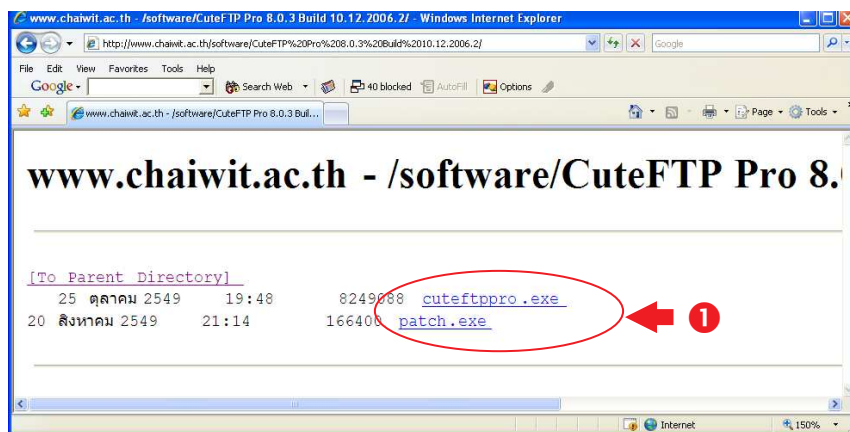 www.chaiwit.ac.th - /software/CuteFTP Pro 8.0.3 Build 10.12.2006.2/ - Windows Internet Explorer
http://www.chaiwit.ac.th/software/CuteFTP%20Pro%208.0.3%20Build%2010.12.2006.2/
Google
File Edit View Favorites Tools Help
Google Search Web 40 blocked AutoFill Options
www.chaiwit.ac.th - /software/CuteFTP Pro 8.0.3 Buil... Page Tools
www.chaiwit.ac.th - /software/CuteFTP Pro 8.
[To Parent Directory]
25 ตุลาคม 2549 19:48 8249088 cuteftppro.exe
20 สิงหาคม 2549 21:14 166400 patch.exe
1
Internet 150%